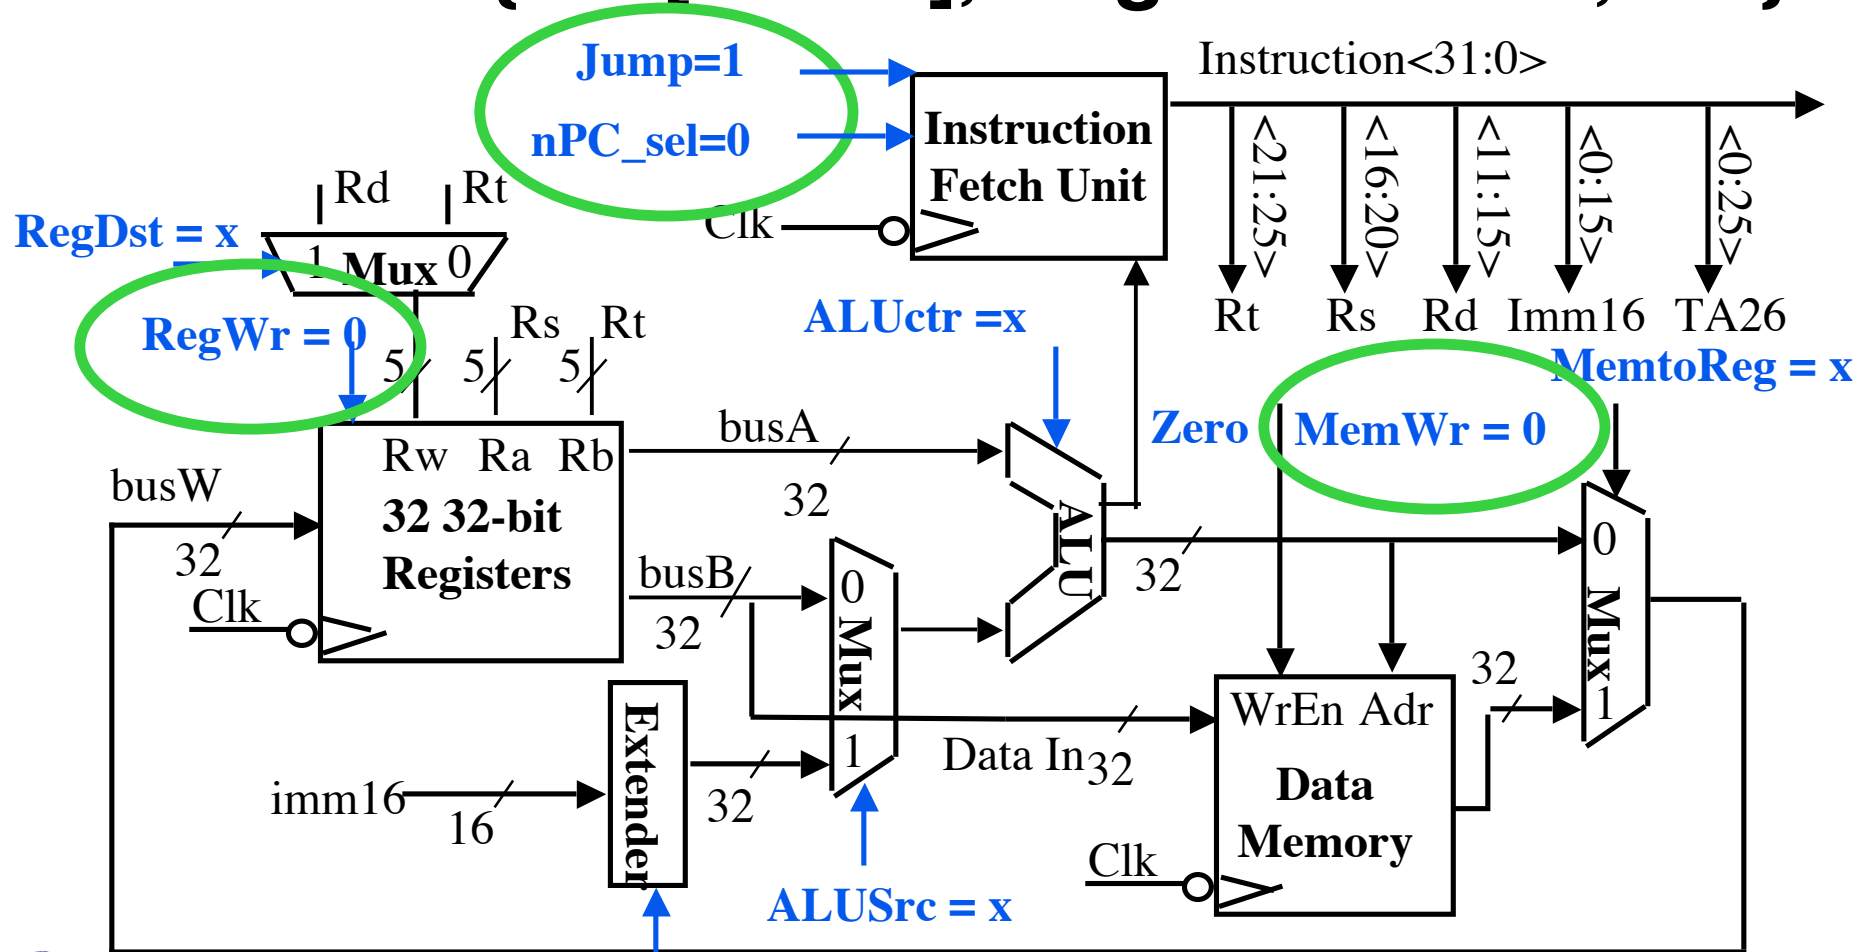 Jump=1
nPC_sel=0
Instruction
Fetch Unit
Clk
Instruction<31:0>
<21:25>
<16:20>
<11:15>
<0:15>
<0:25>
Rt
Rs
Rd
Imm16
TA26
Rd
Rt
RegDst = x
1 Mux 0
RegWr = 0
5
5
Rs
5
Rt
ALUctr =x
MemtoReg = x
Zero
MemWr = 0
busW
32
Clk
Rw Ra Rb
32 32-bit
Registers
busA
32
busB
32
0
Mux
1
ALU
32
0
Mux
1
Extender
imm16
16
32
ALUSrc = x
Data In
32
WrEn Adr
Data
Memory
Clk
32